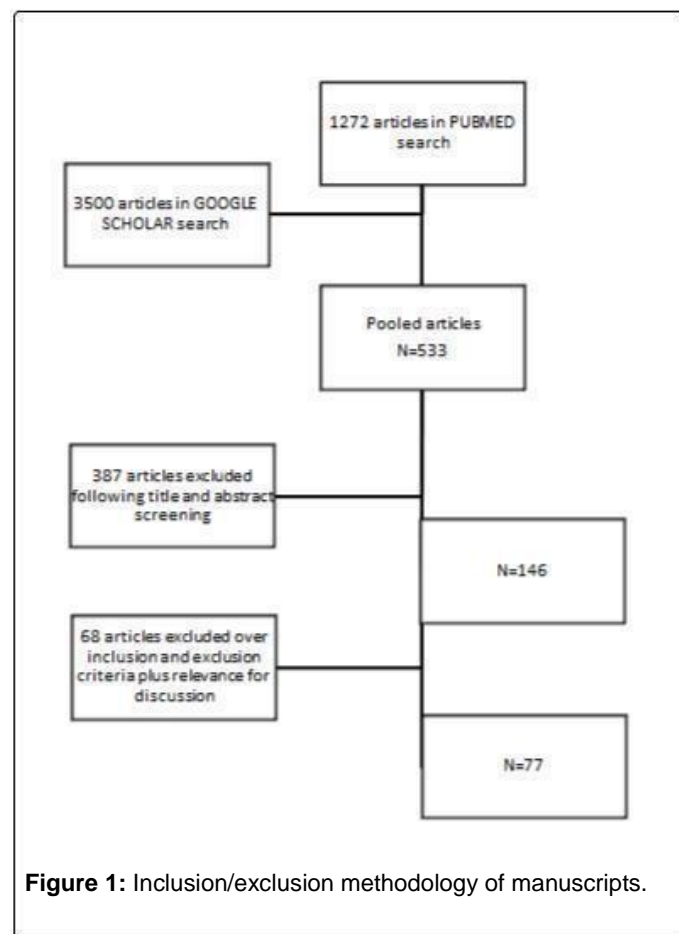 1272 articles in PUBMED
search
3500 articles in GOOGLE
SCHOLAR search
Pooled articles
N=533
387 articles excluded
following title and abstract
screening
N=146
68 articles excluded over
inclusion and exclusion
criteria plus relevance for
discussion
N=77
Figure 1: Inclusion/exclusion methodology of manuscripts.